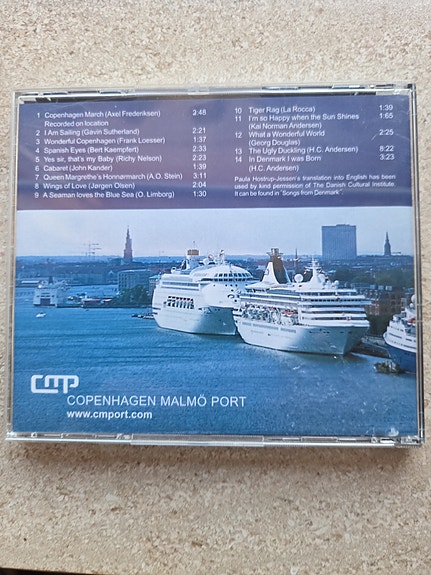 1 Copenhagen March (Axel Frederiksen) 2:48
Recorded on location
2 I Am Sailing (Gavin Sutherland) 2:21
3 Wonderful Copenhagen (Frank Loesser) 1:37
4 Spanish Eyes (Bert Kaempfert) 2:33
5 Yes sir, that's my Baby (Richy Nelson) 2:23
6 Cabaret (John Kander) 1:39
7 Queen Margrethe's Honnørmarch (A.O. Stein) 3:11
8 Wings of Love (Jørgen Olsen) 2:04
9 A Seaman loves the Blue Sea (O. Limborg) 1:30
10 Tiger Rag (La Rocca) 1:39
11 I'm so Happy when the Sun Shines 1:65
(Kai Norman Andersen)
12 What a Wonderful World 2:25
(Georg Douglas)
13 The Ugly Duckling (H.C. Andersen) 8:22
14 In Denmark I was Born 3:23
(H.C. Andersen)
Paula Hostrup-Jessen's translation into English has been
used by kind permission of The Danish Cultural Institute.
It can be found in "Songs from Denmark".
cmp
COPENHAGEN MALMÖ PORT
www.cmport.com